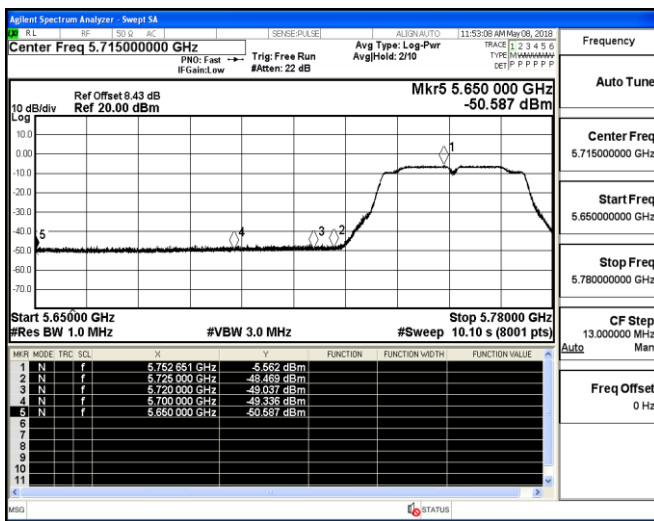 Agilent Spectrum Analyzer - Swept SA
RL RF 50 Ω AC SENSE:PULSE ALIGN AUTO 11:53:08 AM May 08, 2018
Center Freq 5.715000000 GHz
PNO: Fast
IFGain:Low
Trig: Free Run
#Atten: 22 dB
Avg Type: Log-Pwr
Avg|Hold: 2/10
TRACE 1 2 3 4 5 6
TYPE MWWWWW
DET P P P P P P
Frequency
Mkr5 5.650 000 GHz
-50.587 dBm
Ref Offset 8.43 dB
Ref 20.00 dBm
10 dB/div
Log
10.0
0.00
-10.0
-20.0
-30.0
-40.0
-50.0
-60.0
-70.0
1
2
3
4
5
Start 5.65000 GHz
Stop 5.78000 GHz
#Res BW 1.0 MHz
#VBW 3.0 MHz
#Sweep 10.10 s (8001 pts)
MKR MODE TRC SCL X Y FUNCTION FUNCTION WIDTH FUNCTION VALUE
1 N f 5.752 651 GHz -5.562 dBm
2 N f 5.725 000 GHz -48.469 dBm
3 N f 5.720 000 GHz -49.037 dBm
4 N f 5.700 000 GHz -49.336 dBm
5 N f 5.650 000 GHz -50.587 dBm
6
7
8
9
10
11
Auto Tune
Center Freq
5.715000000 GHz
Start Freq
5.650000000 GHz
Stop Freq
5.780000000 GHz
CF Step
13.000000 MHz
Auto Man
Freq Offset
0 Hz
MSG
STATUS